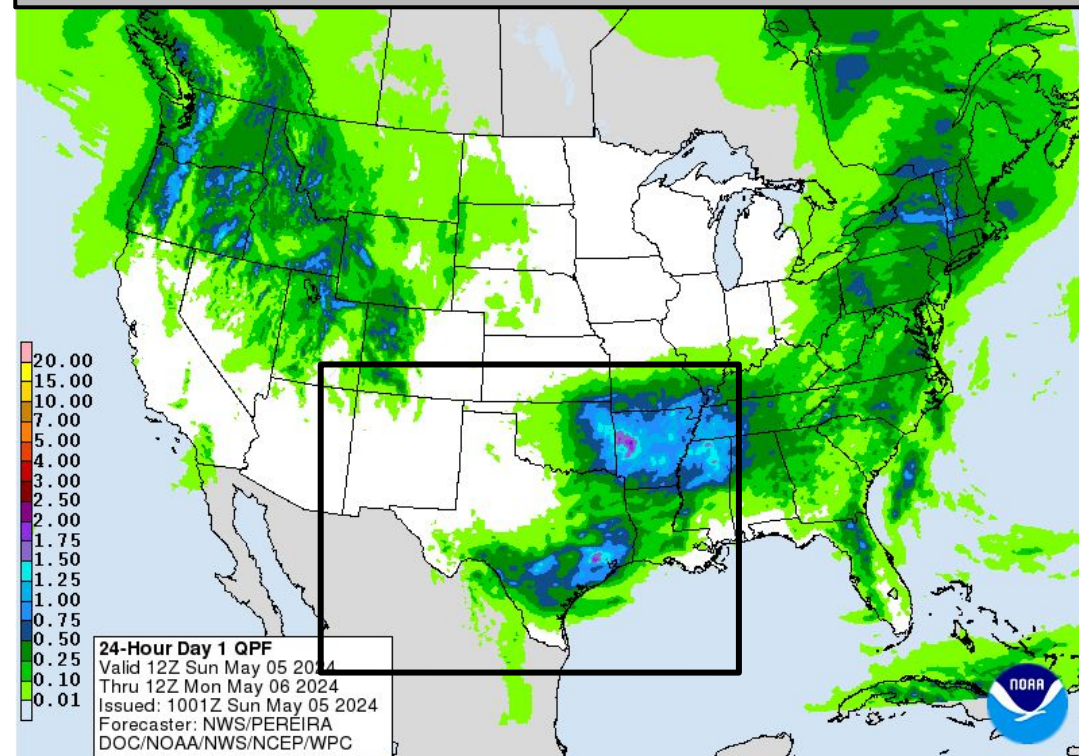 20.00
15.00
10.00
7.00
5.00
4.00
3.00
2.50
2.00
1.75
1.50
1.25
1.00
0.75
0.50
0.25
0.10
0.01
24-Hour Day 1 QPF
Valid 12Z Sun May 05 2024
Thru 12Z Mon May 06 2024
Issued: 1001Z Sun May 05 2024
Forecaster: NWS/PEREIRA
DOC/NOAA/NWS/NCEP/WPC
NOAA